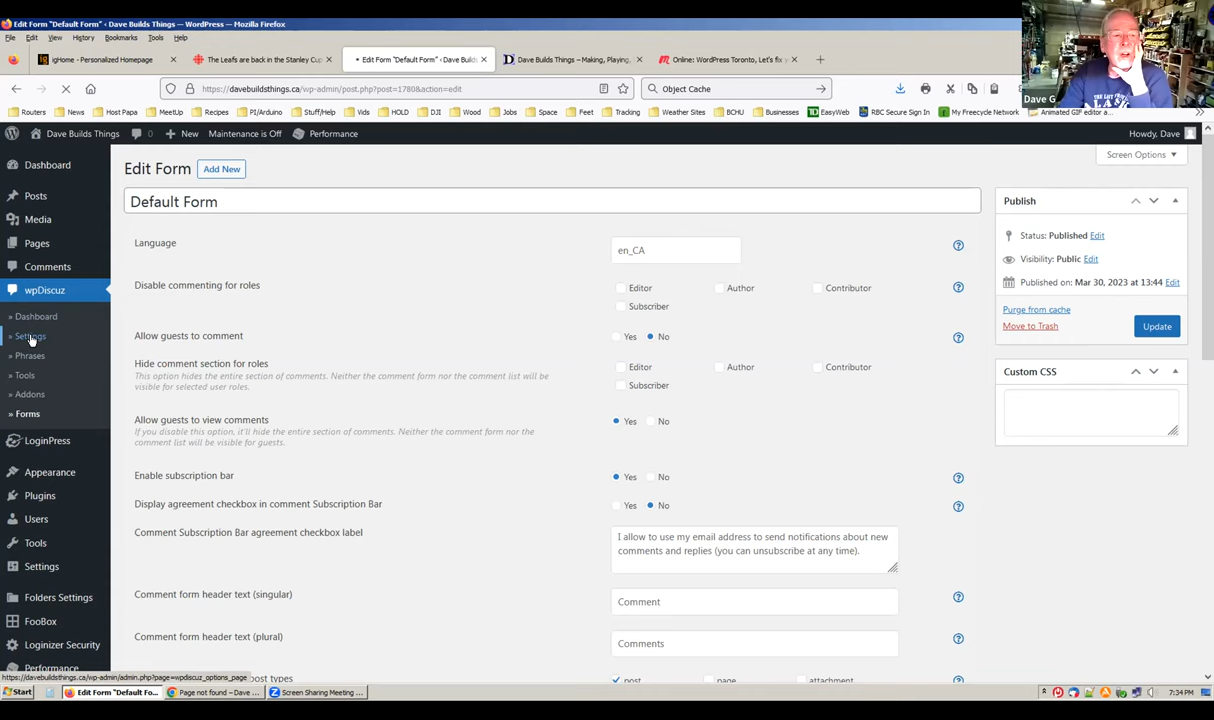 Edit Form "Default Form" ‹ Dave Builds Things — WordPress — Mozilla Firefox
File Edit View History Bookmarks Tools Help
igHome - Personalized Homepage
The Leafs are back in the Stanley Cu
Edit Form "Default Form" ‹ Dave Bu
Dave Builds Things – Making, Playing,
Online: WordPress Toronto, Let's fix
https://davebuildsthings.ca/wp-admin/post.php?post=1780&action=edit
Object Cache
Routers Host Papa Must Reads Recipes PI/Arduino Stuff/Help HOLD Vids DJI Wood Jobs Space Feet Tracking Weather Sites BCHU Businesses EasyWeb RBC Secure Sign In My Freecycle Network Animated GIF editor a...
Dave G
Dave Builds Things 0 New Maintenance is Off Performance
Howdy, Dave
Screen Options
Dashboard
Posts
Media
Pages
Comments
wpDiscuz
» Dashboard
» Settings
» Phrases
» Tools
» Addons
» Forms
LoginPress
Appearance
Plugins
Users
Tools
Settings
Folders Settings
FooBox
Loginizer Security
Performance
Edit Form Add New
Default Form
Language
en_CA
Disable commenting for roles
Editor Author Contributor
Subscriber
Allow guests to comment
Yes No
Hide comment section for roles
This option hides the entire section of comments. Neither the comment form nor the comment list will be
visible for selected user roles.
Editor Author Contributor
Subscriber
Allow guests to view comments
If you disable this option, it'll hide the entire section of comments. Neither the comment form nor the
comment list will be visible for guests.
Yes No
Enable subscription bar
Yes No
Display agreement checkbox in comment Subscription Bar
Yes No
Comment Subscription Bar agreement checkbox label
I allow to use my email address to send notifications about new
comments and replies (you can unsubscribe at any time).
Comment form header text (singular)
Comment
Comment form header text (plural)
Comments
post types
post page attachment
Publish
Status: Published Edit
Visibility: Public Edit
Published on: Mar 30, 2023 at 13:44 Edit
Purge from cache
Move to Trash
Update
Custom CSS
https://davebuildsthings.ca/wp-admin/admin.php?page=wpdiscuz_options_page
Start
Edit Form "Default Fo...
Page not found – Dave ...
Screen Sharing Meeting ...
7:34 PM